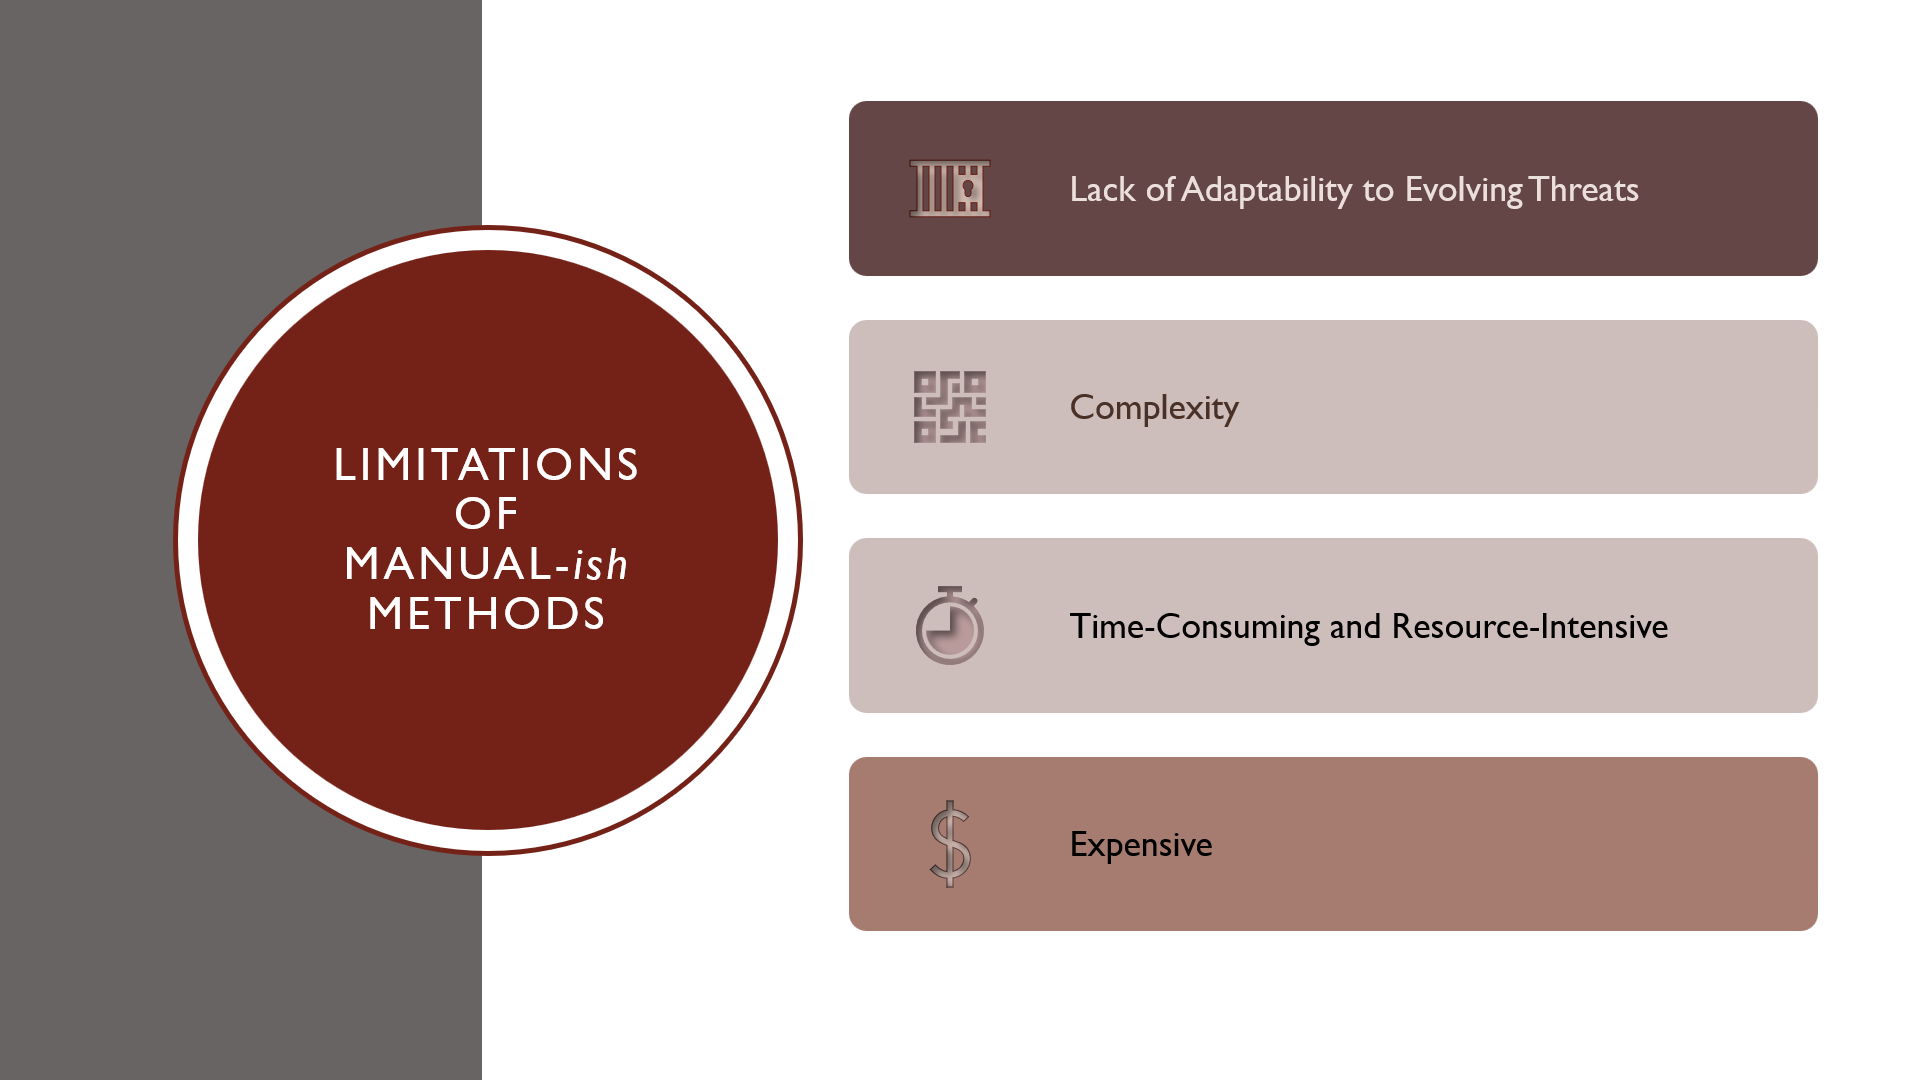 LIMITATIONS
OF
MANUAL-ish
METHODS
Lack of Adaptability to Evolving Threats
Complexity
Time-Consuming and Resource-Intensive
Expensive